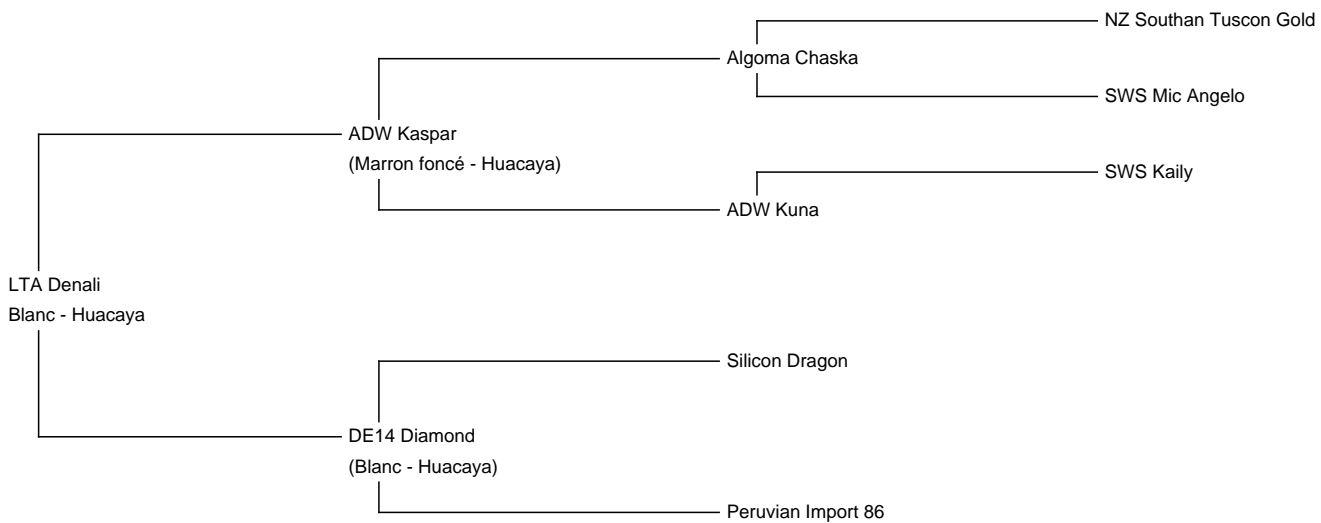 NZ Southan Tuscon Gold
Algoma Chaska
SWS Mic Angelo
ADW Kaspar
(Marron foncé - Huacaya)
SWS Kaily
ADW Kuna
LTA Denali
Blanc - Huacaya
Silicon Dragon
DE14 Diamond
(Blanc - Huacaya)
Peruvian Import 86